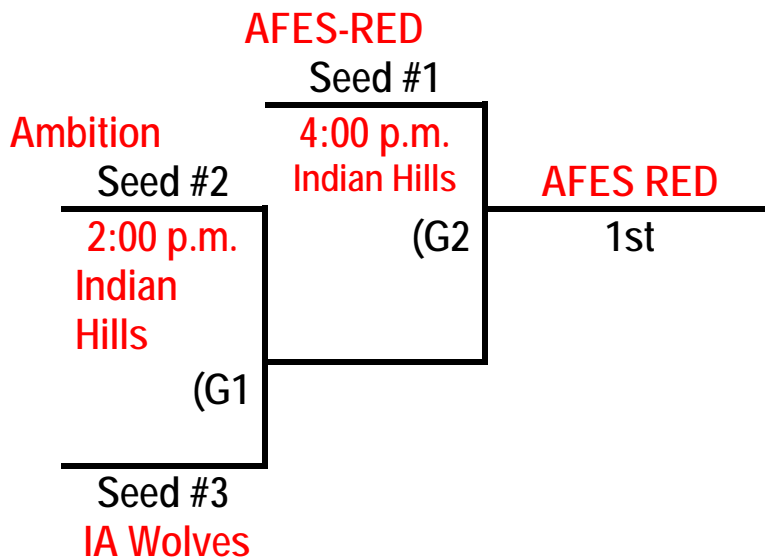 AFES-RED
Seed #1
Ambition
4:00 p.m.
Seed #2
Indian Hills
AFES RED
2:00 p.m.
(G2
1st
Indian
Hills
(G1
Seed #3
IA Wolves